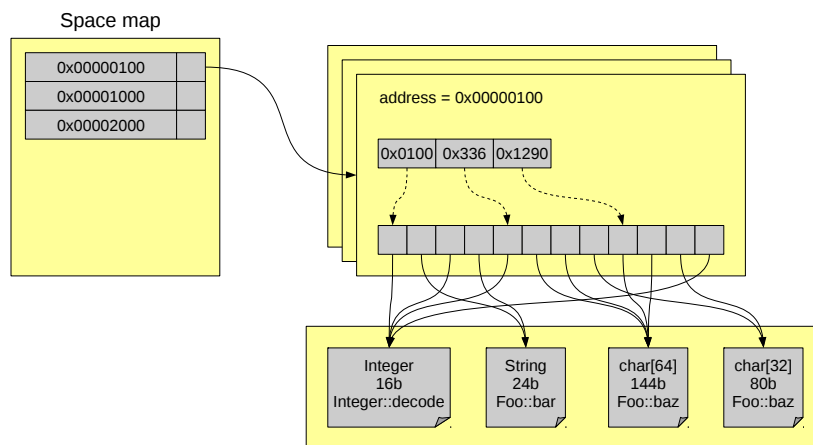 Space map
0x00000100
0x00001000
0x00002000
address = 0x00000100
0x0100 0x336 0x1290
Integer
16b
Integer::decode
String
24b
Foo::bar
char[64]
144b
Foo::baz
char[32]
80b
Foo::baz